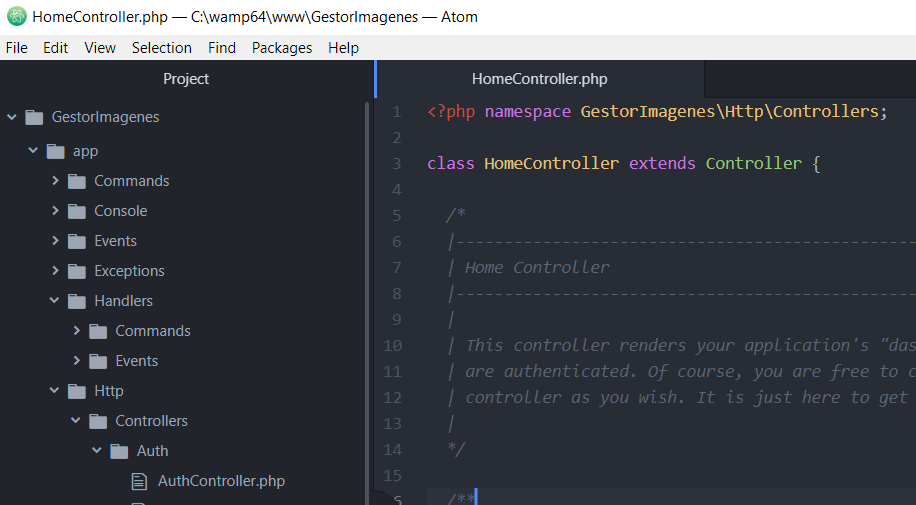 HomeController.php — C:\wamp64\www\GestorImagenes — Atom
File Edit View Selection Find Packages Help
Project
GestorImagenes
app
Commands
Console
Events
Exceptions
Handlers
Commands
Events
Http
Controllers
Auth
AuthController.php
HomeController.php
1 <?php namespace GestorImagenes\Http\Controllers;
2
3 class HomeController extends Controller {
4
5 /*
6 |--------------------------------------------------
7 | Home Controller
8 |--------------------------------------------------
9 |
10 | This controller renders your application's "das
11 | are authenticated. Of course, you are free to c
12 | controller as you wish. It is just here to get
13 |
14 */
15
6 /**